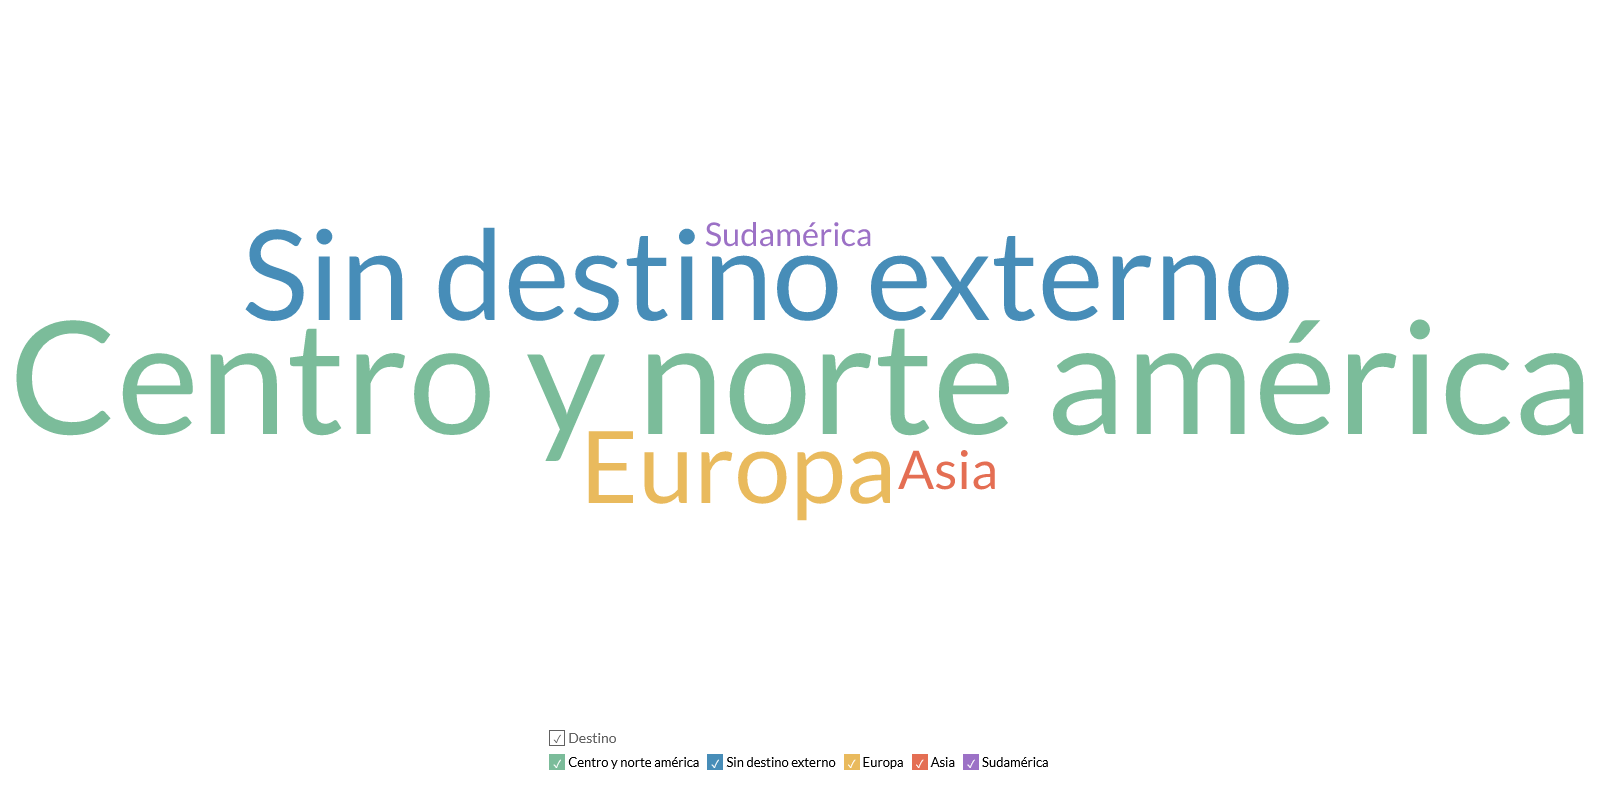 Sudamérica
Sin destino externo
Centro y norte américa
Europa
Asia
Destino
Centro y norte américa Sin destino externo Europa Asia Sudamérica